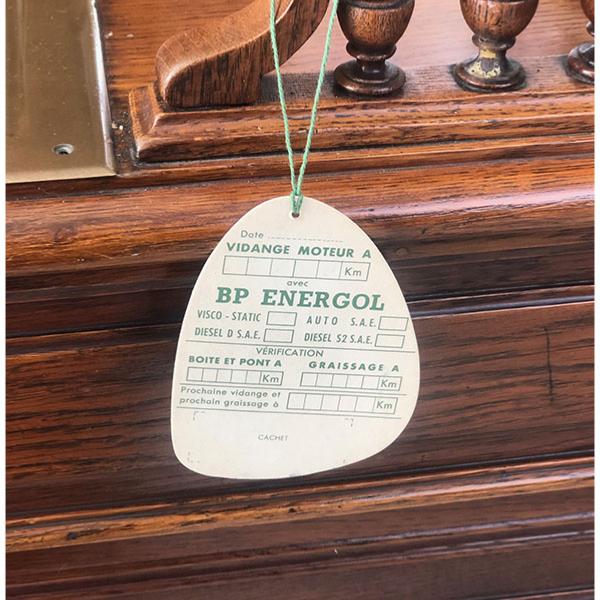 Date
VIDANGE MOTEUR A
Km
avec
BP ENERGOL
VISCO - STATIC AUTO S.A.E.
DIESEL D S.A.E. DIESEL S2 S.A.E.
VÉRIFICATION
BOITE ET PONT A GRAISSAGE A
Km Km
Prochaine vidange et
prochain graissage à Km
CACHET